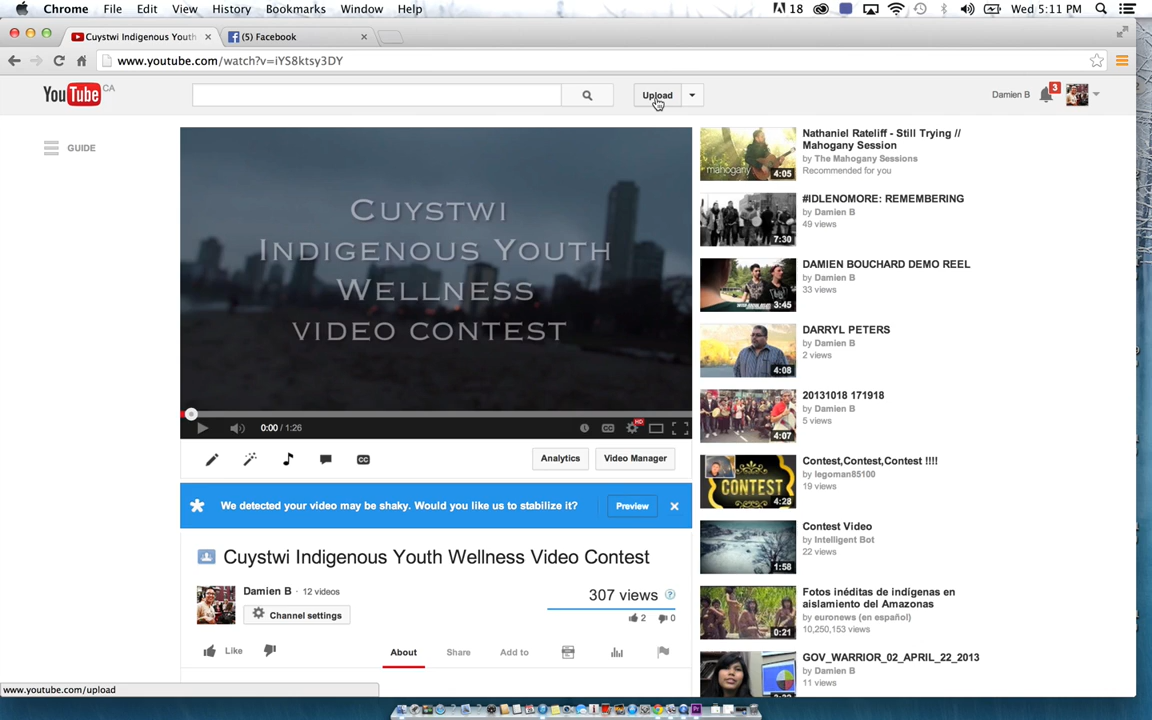 Chrome File Edit View History Bookmarks Window Help 18 Wed 5:11 PM
Cuystwi Indigenous Youth × (5) Facebook ×
www.youtube.com/watch?v=iYS8ktsy3DY
YouTube CA Upload Damien B 3
GUIDE
CUYSTWI
INDIGENOUS YOUTH
WELLNESS
VIDEO CONTEST
0:00 / 1:26 CC HD
CC Analytics Video Manager
We detected your video may be shaky. Would you like us to stabilize it? Preview ×
Cuystwi Indigenous Youth Wellness Video Contest
Damien B · 12 videos
Channel settings
307 views ?
2 0
Like About Share Add to
mahogany 4:05
Nathaniel Rateliff - Still Trying //
Mahogany Session
by The Mahogany Sessions
Recommended for you
7:30
#IDLENOMORE: REMEMBERING
by Damien B
49 views
3:45
DAMIEN BOUCHARD DEMO REEL
by Damien B
33 views
4:08
DARRYL PETERS
by Damien B
2 views
4:07
20131018 171918
by Damien B
5 views
CONTEST 4:28
Contest,Contest,Contest !!!!
by legoman85100
19 views
1:58
Contest Video
by Intelligent Bot
22 views
0:21
Fotos inéditas de indígenas en
aislamiento del Amazonas
by euronews (en español)
10,250,153 views
GOV_WARRIOR_02_APRIL_22_2013
by Damien B
11 views
www.youtube.com/upload